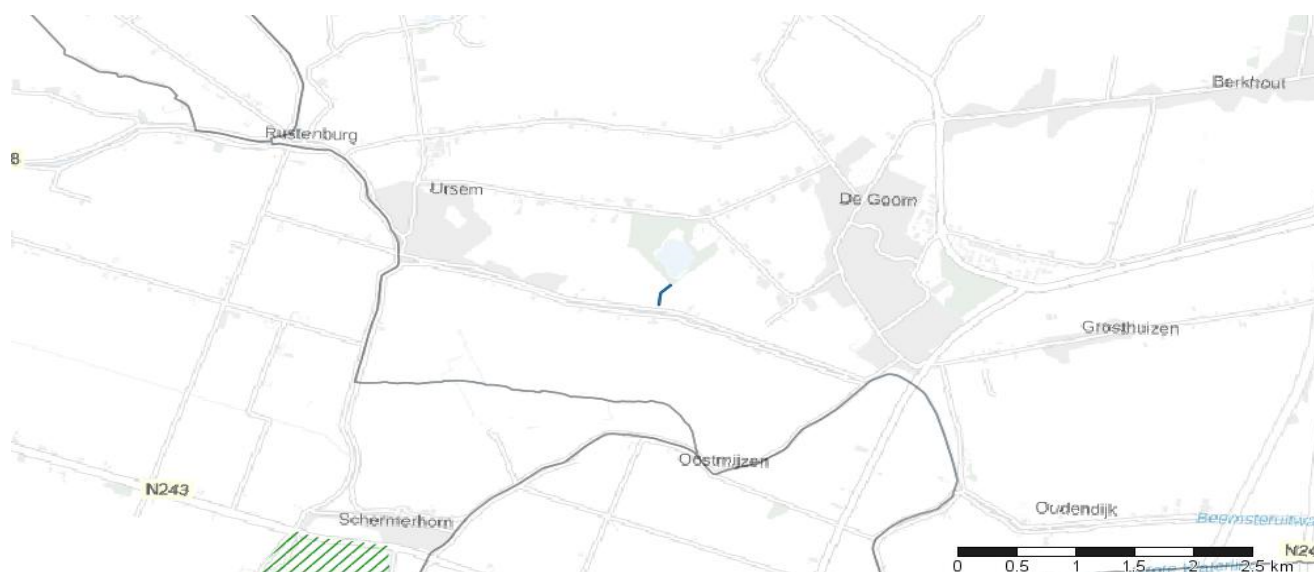 Berkhout
Rustenburg
8
Ursem
De Goorn
Grosthuizen
Oostmijzen
N243
Schermerhorn
Oudendijk
Beemsteruitwa
N24
0 0.5 1 1.5 2 2.5 km